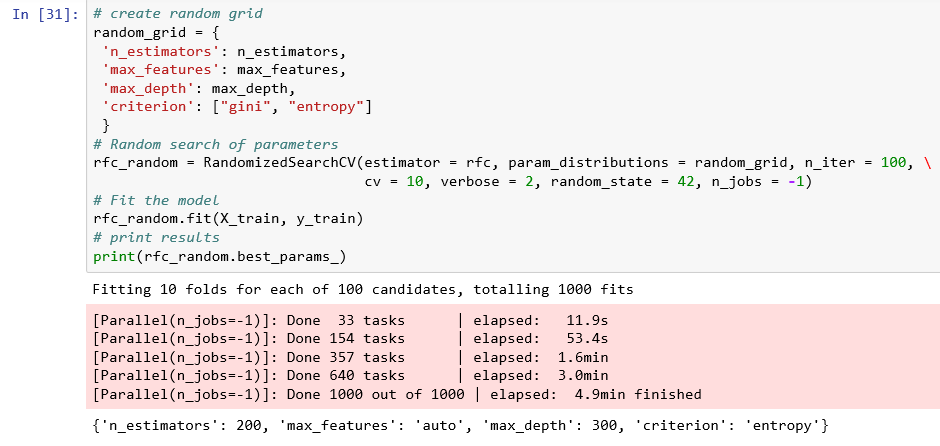 In [31]: # create random grid
random_grid = {
'n_estimators': n_estimators,
'max_features': max_features,
'max_depth': max_depth,
'criterion': ["gini", "entropy"]
}
# Random search of parameters
rfc_random = RandomizedSearchCV(estimator = rfc, param_distributions = random_grid, n_iter = 100, \
cv = 10, verbose = 2, random_state = 42, n_jobs = -1)
# Fit the model
rfc_random.fit(X_train, y_train)
# print results
print(rfc_random.best_params_)
Fitting 10 folds for each of 100 candidates, totalling 1000 fits
[Parallel(n_jobs=-1)]: Done  33 tasks      | elapsed:   11.9s
[Parallel(n_jobs=-1)]: Done 154 tasks      | elapsed:   53.4s
[Parallel(n_jobs=-1)]: Done 357 tasks      | elapsed:  1.6min
[Parallel(n_jobs=-1)]: Done 640 tasks      | elapsed:  3.0min
[Parallel(n_jobs=-1)]: Done 1000 out of 1000 | elapsed:  4.9min finished
{'n_estimators': 200, 'max_features': 'auto', 'max_depth': 300, 'criterion': 'entropy'}